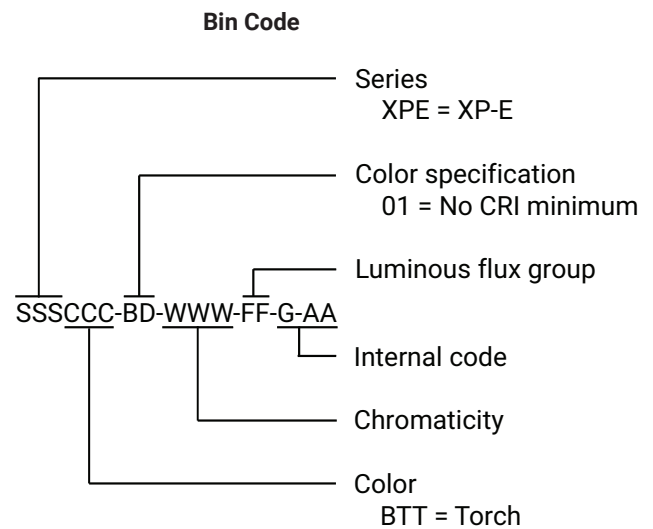 Bin Code
Series
XPE = XP-E
Color specification
01 = No CRI minimum
Luminous flux group
SSSCCC-BD-WWW-FF-G-AA
Internal code
Chromaticity
Color
BTT = Torch